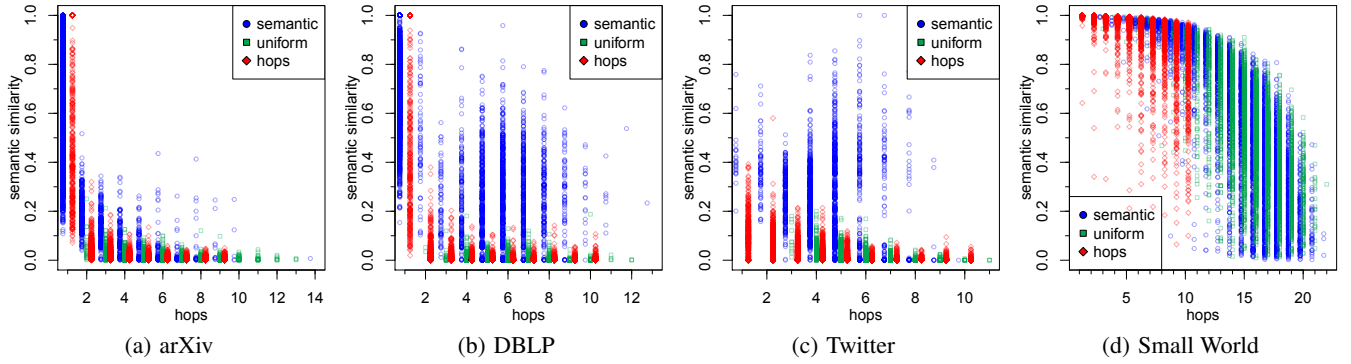 semantic
uniform
hops
semantic similarity
0.0 0.2 0.4 0.6 0.8 1.0
2 4 6 8 10 12 14
hops
(a) arXiv
semantic
uniform
hops
semantic similarity
0.0 0.2 0.4 0.6 0.8 1.0
2 4 6 8 10 12
hops
(b) DBLP
semantic
uniform
hops
semantic similarity
0.0 0.2 0.4 0.6 0.8 1.0
2 4 6 8 10
hops
(c) Twitter
semantic similarity
0.0 0.2 0.4 0.6 0.8 1.0
semantic
uniform
hops
5 10 15 20
hops
(d) Small World